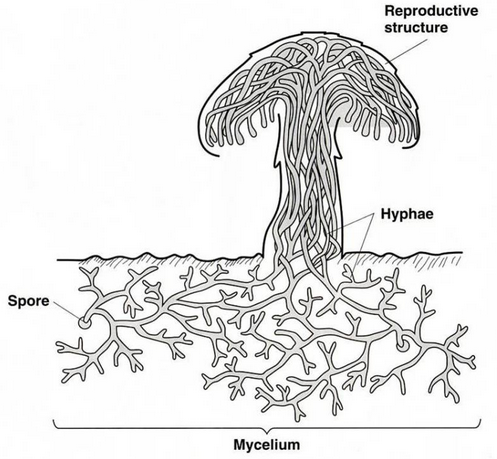 Reproductive
structure
Hyphae
Spore
Mycelium